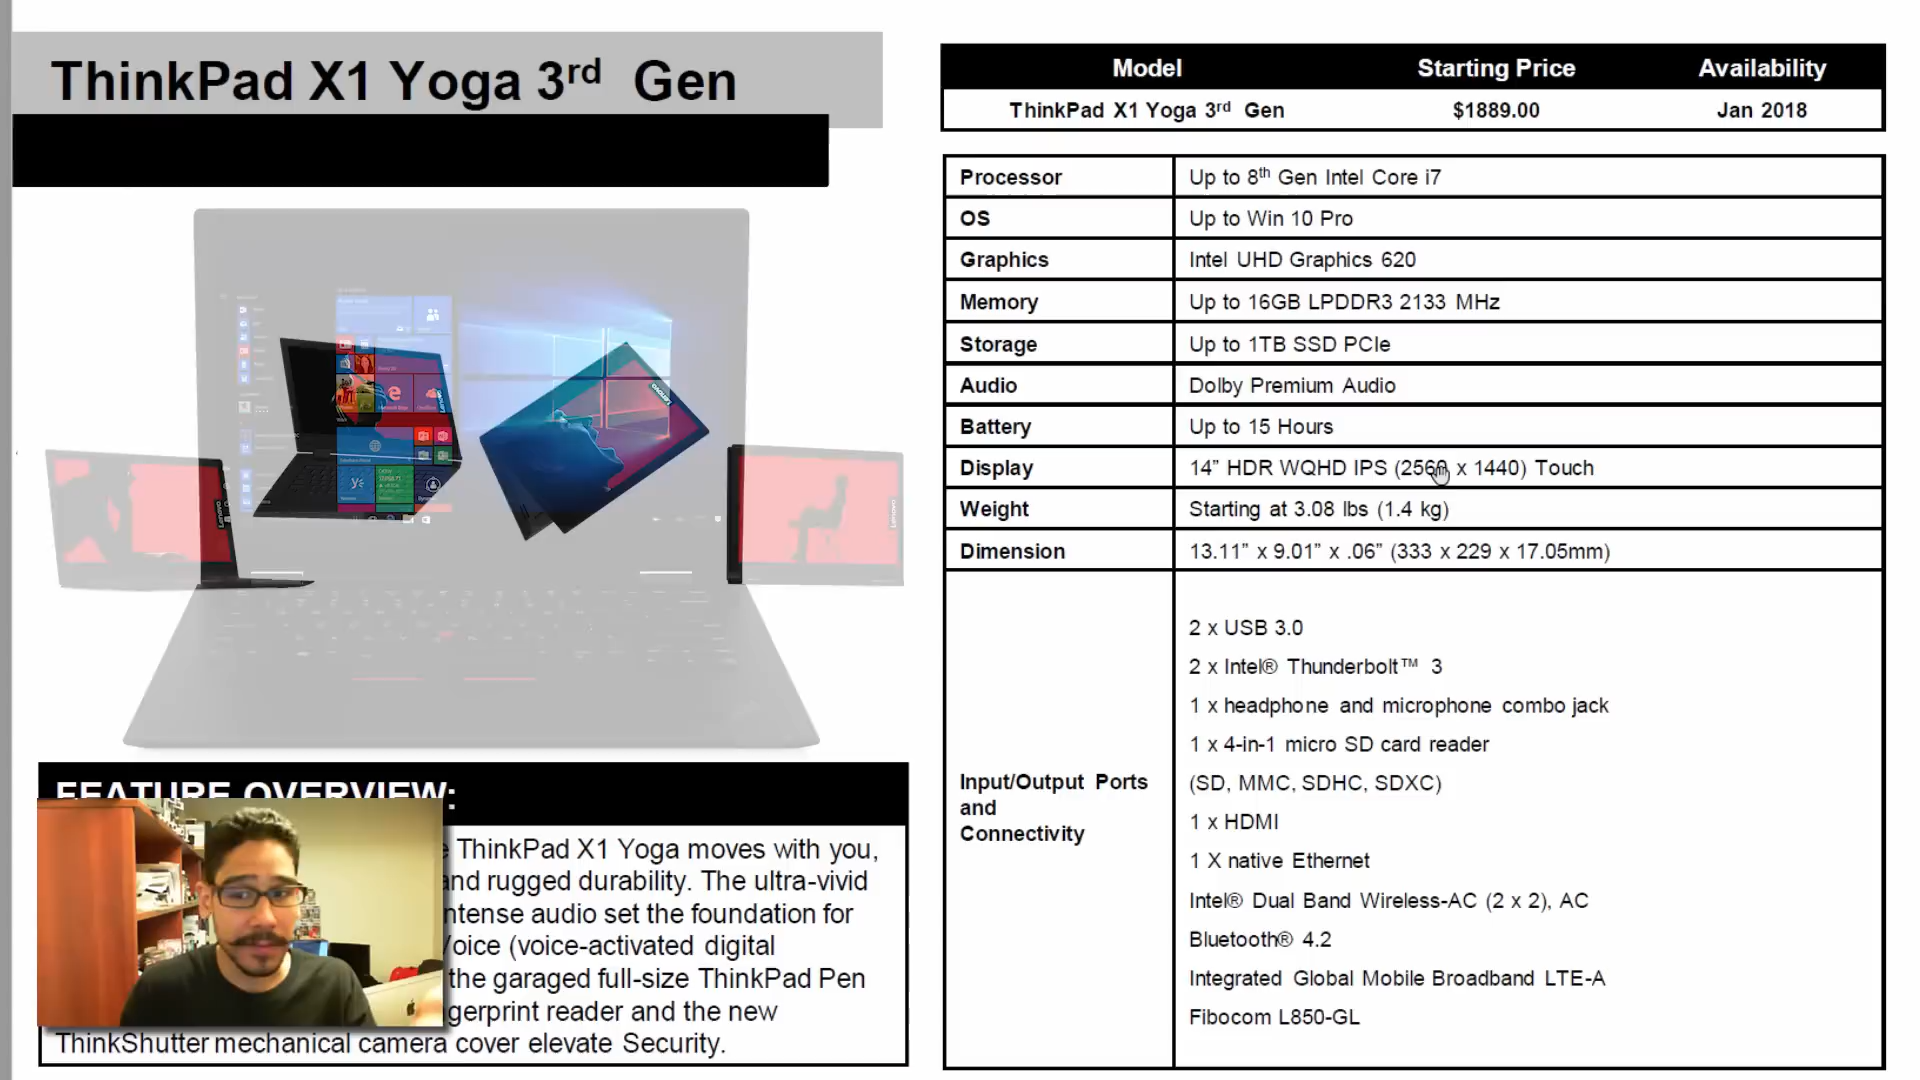 ThinkPad X1 Yoga 3rd Gen
FEATURE OVERVIEW:
ThinkPad X1 Yoga moves with you,
and rugged durability. The ultra-vivid
intense audio set the foundation for
Voice (voice-activated digital
the garaged full-size ThinkPad Pen
reader and the new
ThinkShutter mechanical camera cover elevate Security.
Model Starting Price Availability
ThinkPad X1 Yoga 3rd Gen $1889.00 Jan 2018
Processor Up to 8th Gen Intel Core i7
OS Up to Win 10 Pro
Graphics Intel UHD Graphics 620
Memory Up to 16GB LPDDR3 2133 MHz
Storage Up to 1TB SSD PCIe
Audio Dolby Premium Audio
Battery Up to 15 Hours
Display 14” HDR WQHD IPS (2560 x 1440) Touch
Weight Starting at 3.08 lbs (1.4 kg)
Dimension 13.11” x 9.01” x .06” (333 x 229 x 17.05mm)
Input/Output Ports
and
Connectivity
2 x USB 3.0
2 x Intel® Thunderbolt™ 3
1 x headphone and microphone combo jack
1 x 4-in-1 micro SD card reader
(SD, MMC, SDHC, SDXC)
1 x HDMI
1 X native Ethernet
Intel® Dual Band Wireless-AC (2 x 2), AC
Bluetooth® 4.2
Integrated Global Mobile Broadband LTE-A
Fibocom L850-GL